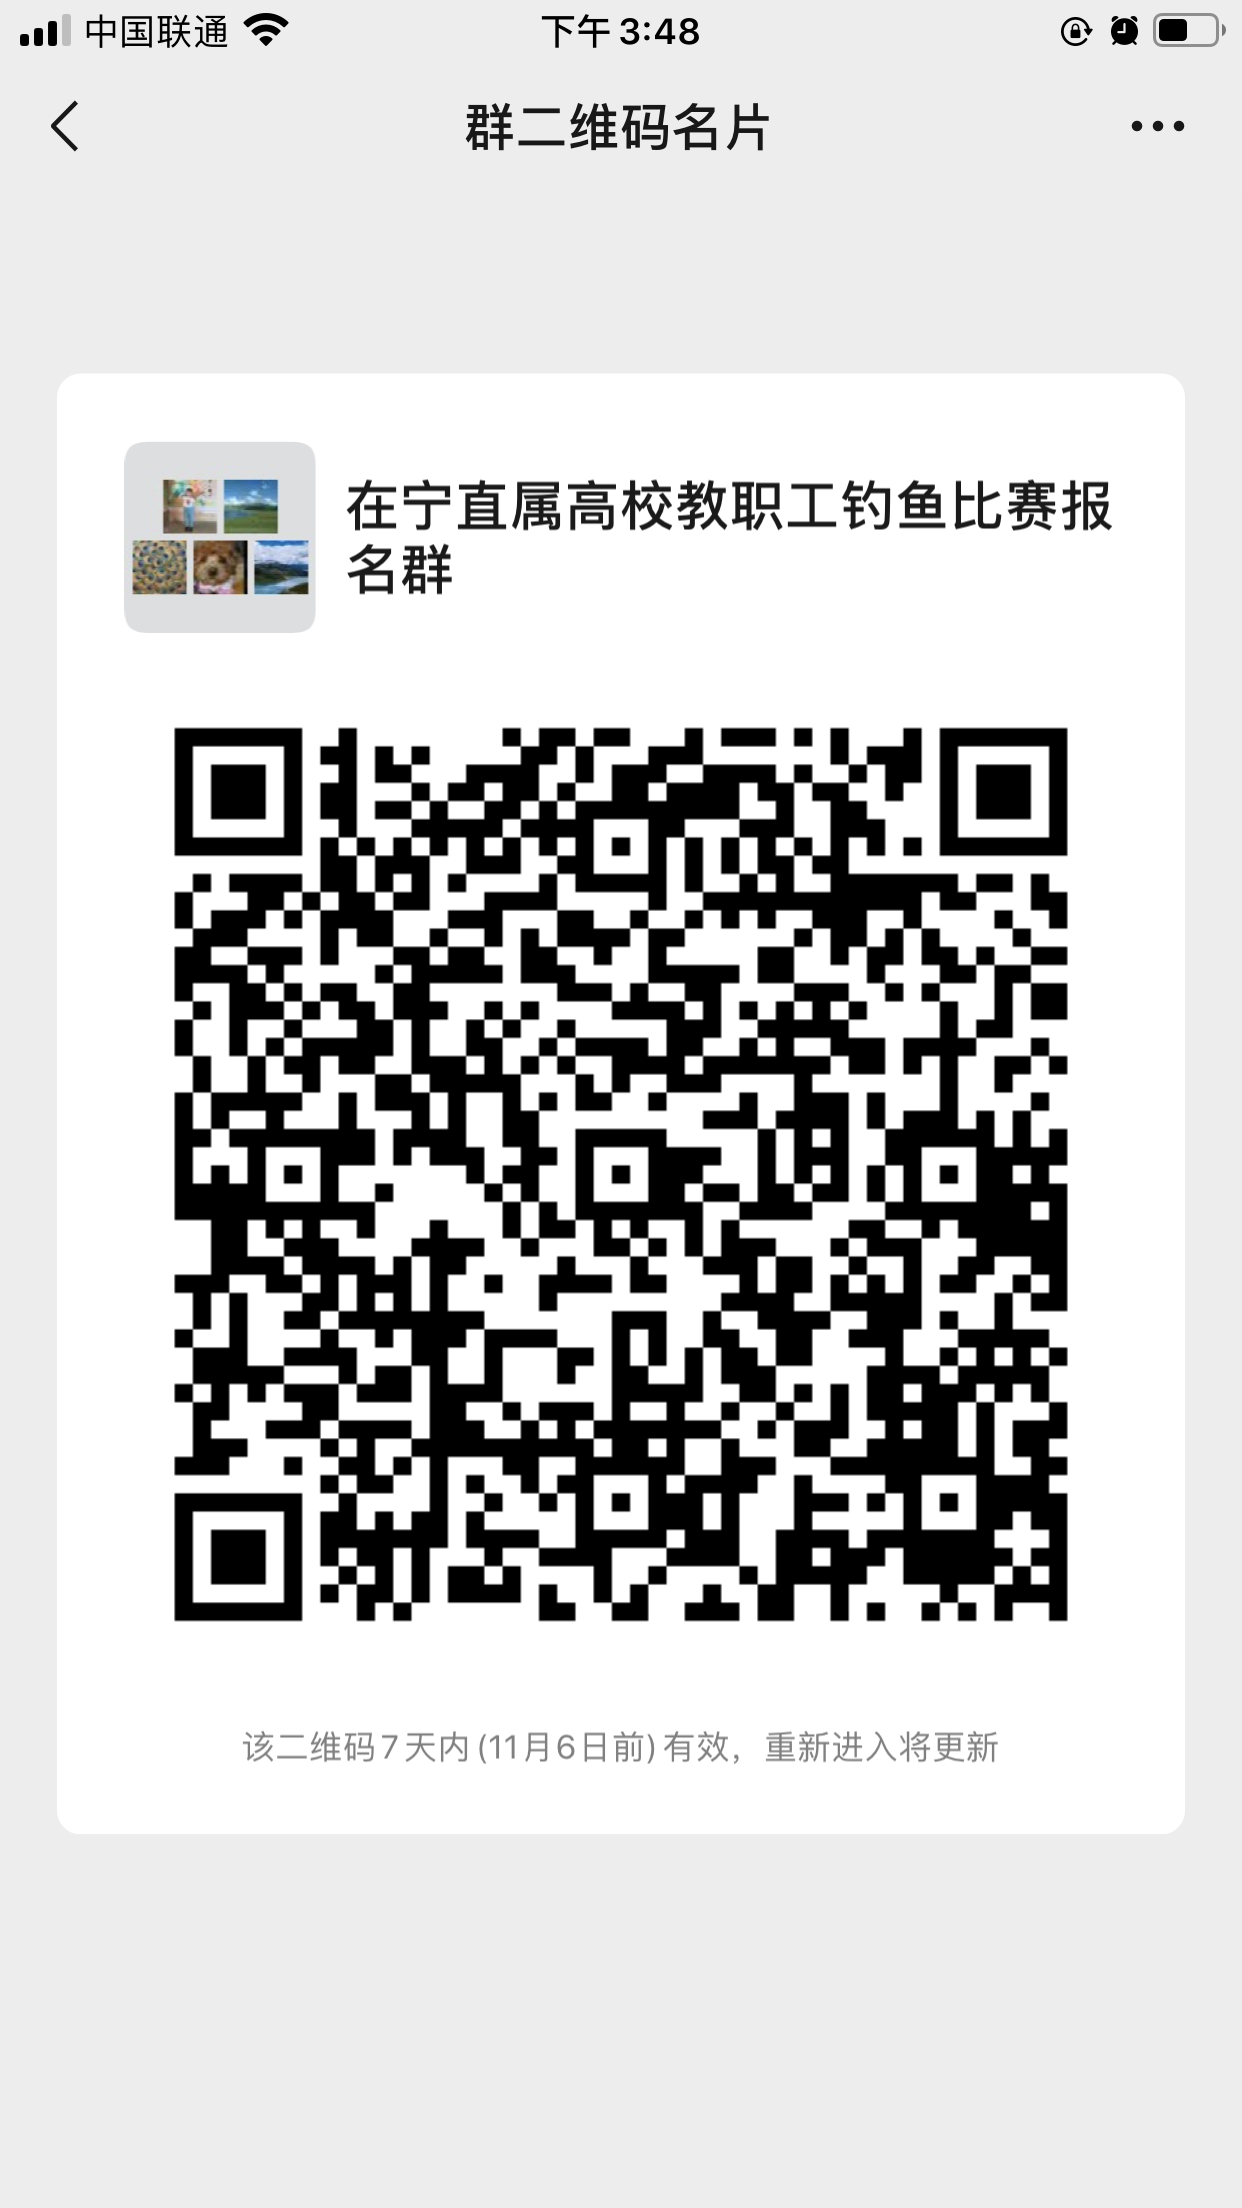 中国联通
下午 3:48
群二维码名片
在宁直属高校教职工钓鱼比赛报
名群
该二维码7天内(11月6日前)有效，重新进入将更新